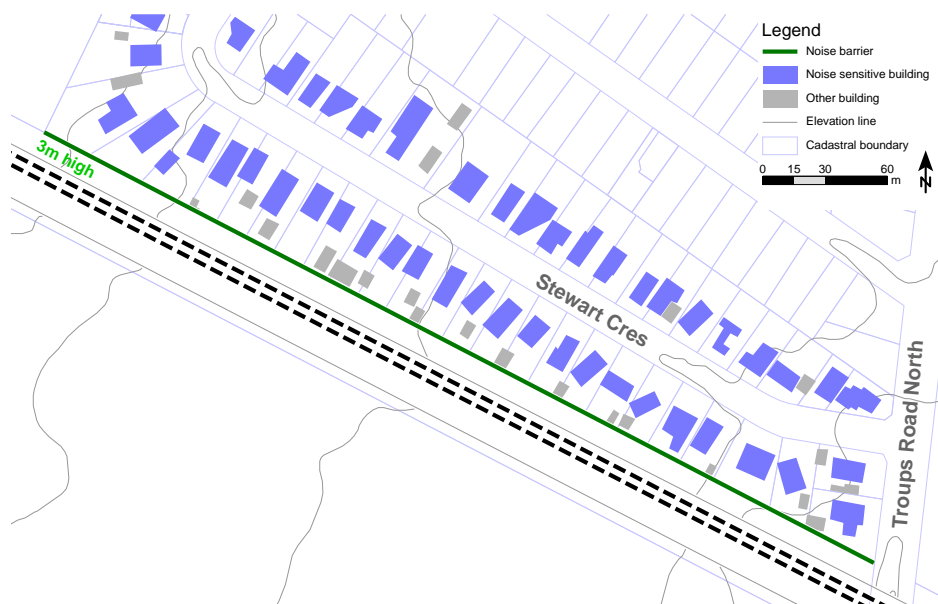 Legend
Noise barrier
Noise sensitive building
Other building
Elevation line
Cadastral boundary
0 15 30 60
m
N
3m high
Stewart Cres
Troups Road North